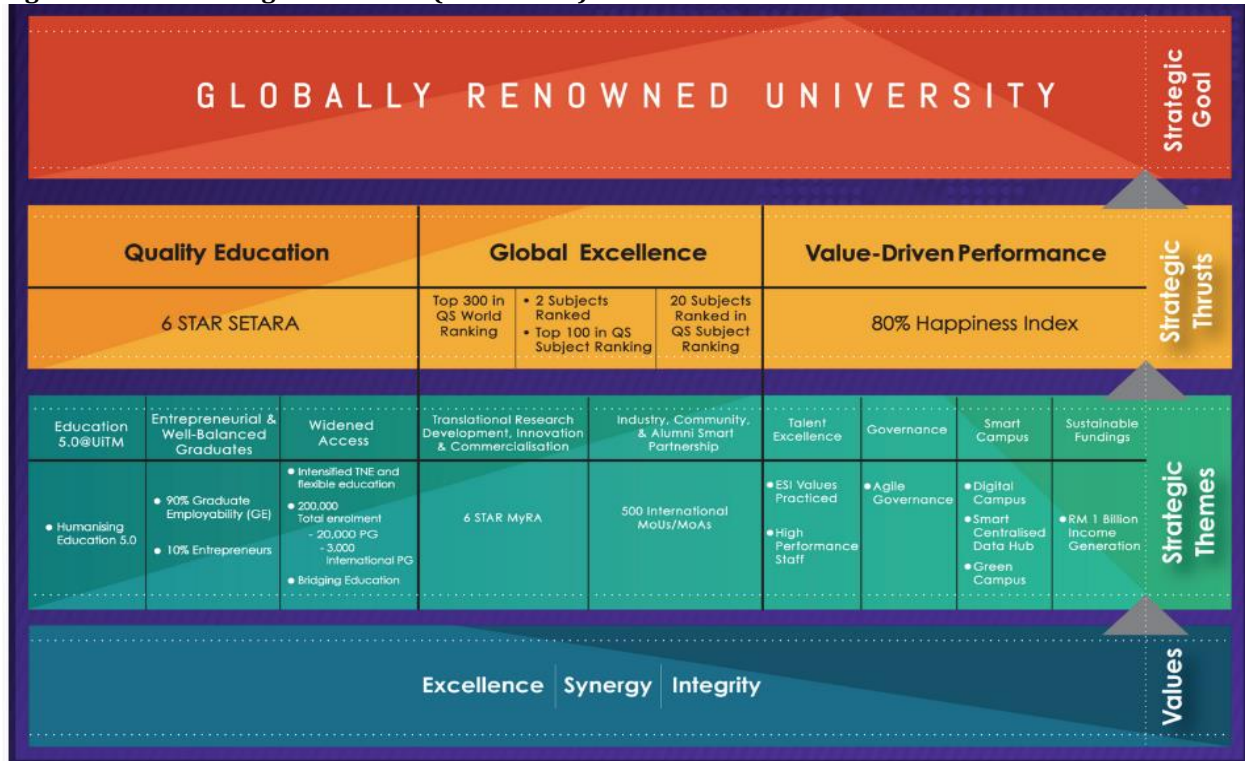 GLOBALLY RENOWNED UNIVERSITY
Strategic
Goal
Quality Education
Global Excellence
Value-Driven Performance
6 STAR SETARA
Top 300 in
QS World
Ranking
• 2 Subjects
Ranked
• Top 100 in QS
Subject Ranking
20 Subjects
Ranked in
QS Subject
Ranking
80% Happiness Index
Strategic
Thrusts
Education
5.0@UiTM
Entrepreneurial &
Well-Balanced
Graduates
Widened
Access
Translational Research
Development, Innovation
& Commercialisation
Industry, Community,
& Alumni Smart
Partnership
Talent
Excellence
Governance
Smart
Campus
Sustainable
Fundings
• Humanising
Education 5.0
• 90% Graduate
Employability (GE)
• 10% Entrepreneurs
• Intensified TNE and
flexible education
• 200,000
Total enrolment
- 20,000 PG
- 3,000
International PG
• Bridging Education
6 STAR MyRA
500 International
MoUs/MoAs
• ESI Values
Practiced
• High
Performance
Staff
• Agile
Governance
• Digital
Campus
• Smart
Centralised
Data Hub
• Green
Campus
• RM 1 Billion
Income
Generation
Strategic
Themes
Excellence | Synergy | Integrity
Values